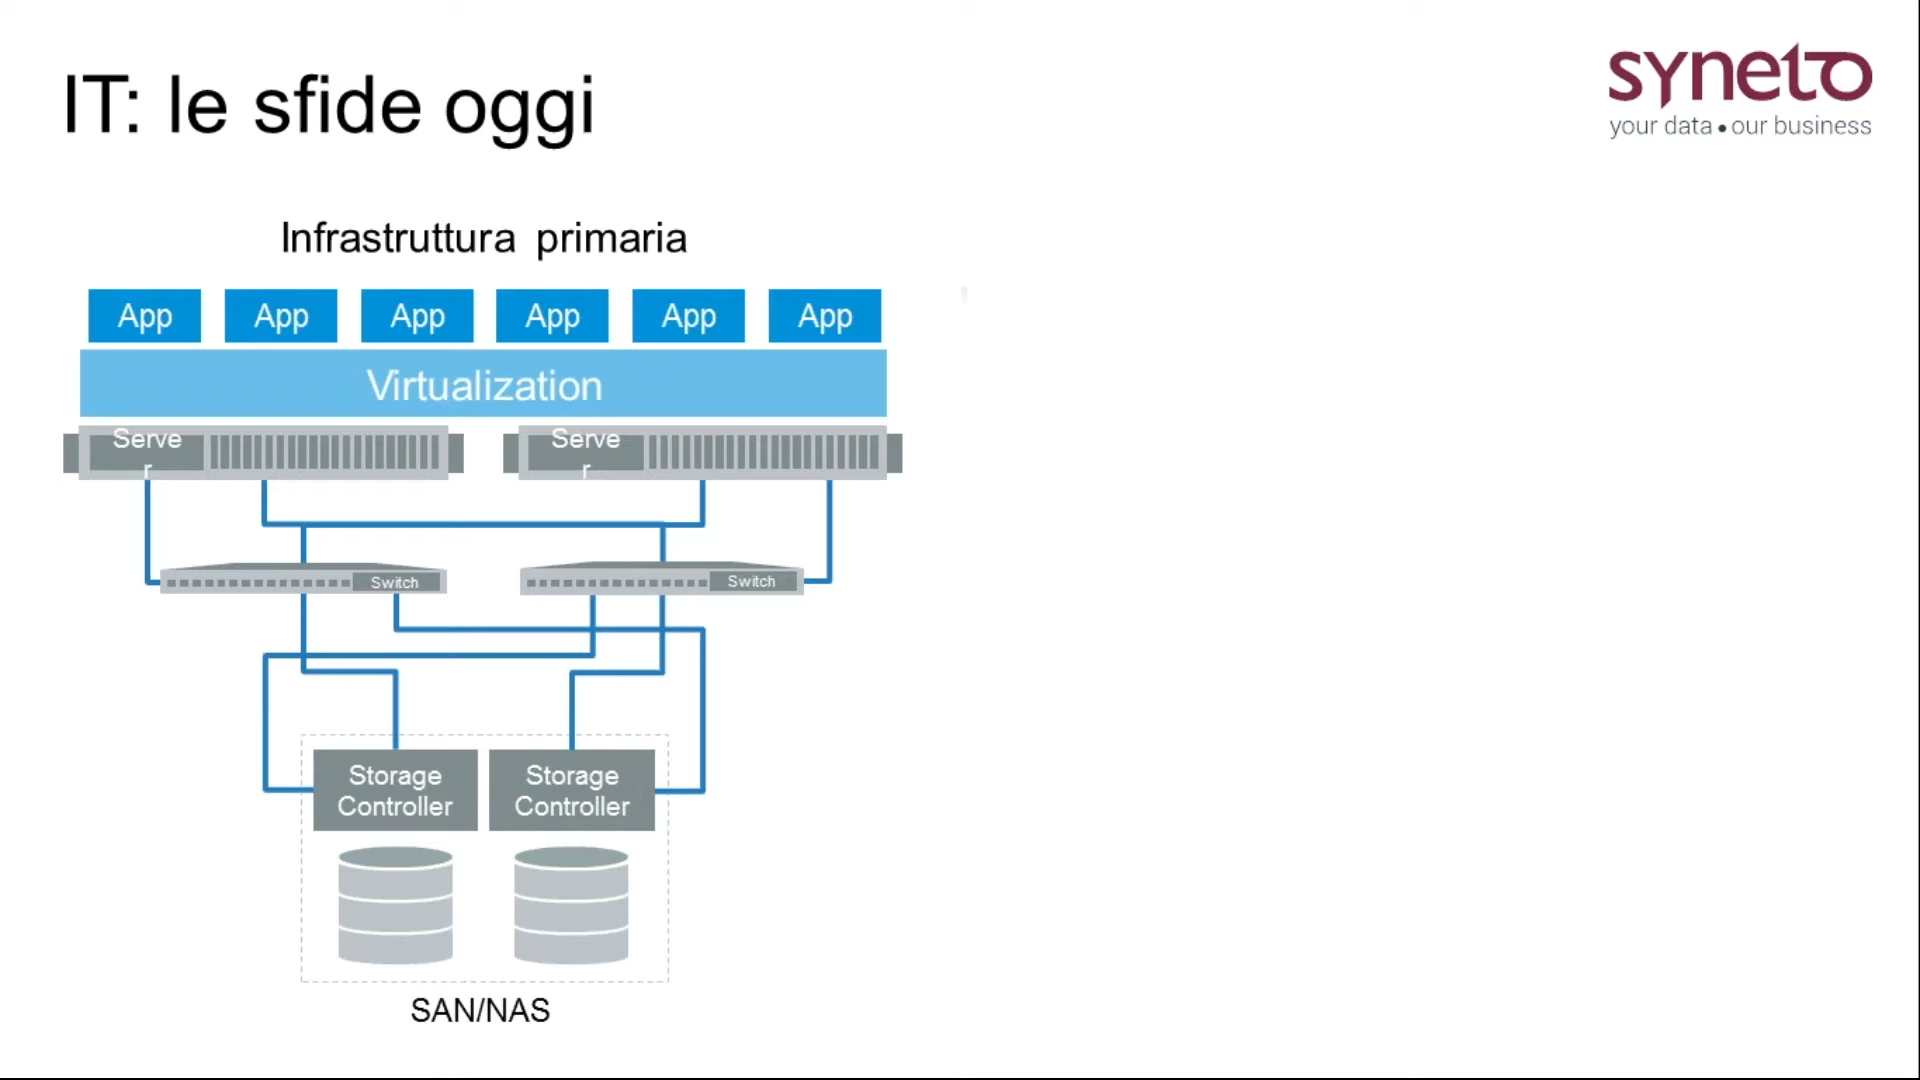 IT: le sfide oggi
syneto
your data • our business
Infrastruttura primaria
App App App App App App
Virtualization
Serve
r
Serve
r
Switch
Switch
Storage
Controller
Storage
Controller
SAN/NAS